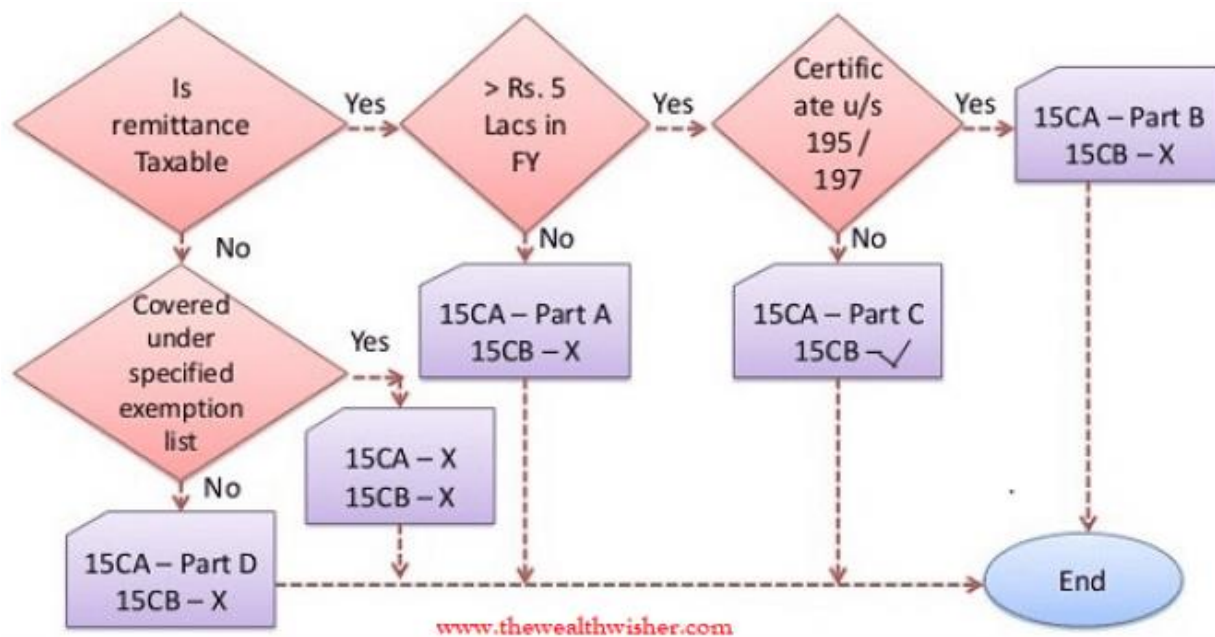 Is
remittance
Taxable
Yes
> Rs. 5
Lacs in
FY
Yes
Certific
ate u/s
195 /
197
Yes
15CA – Part B
15CB – X
No
No
No
Covered
under
specified
exemption
list
Yes
15CA – Part A
15CB – X
15CA – Part C
15CB – ✓
15CA – X
15CB – X
No
15CA – Part D
15CB – X
End
www.thewealthwisher.com